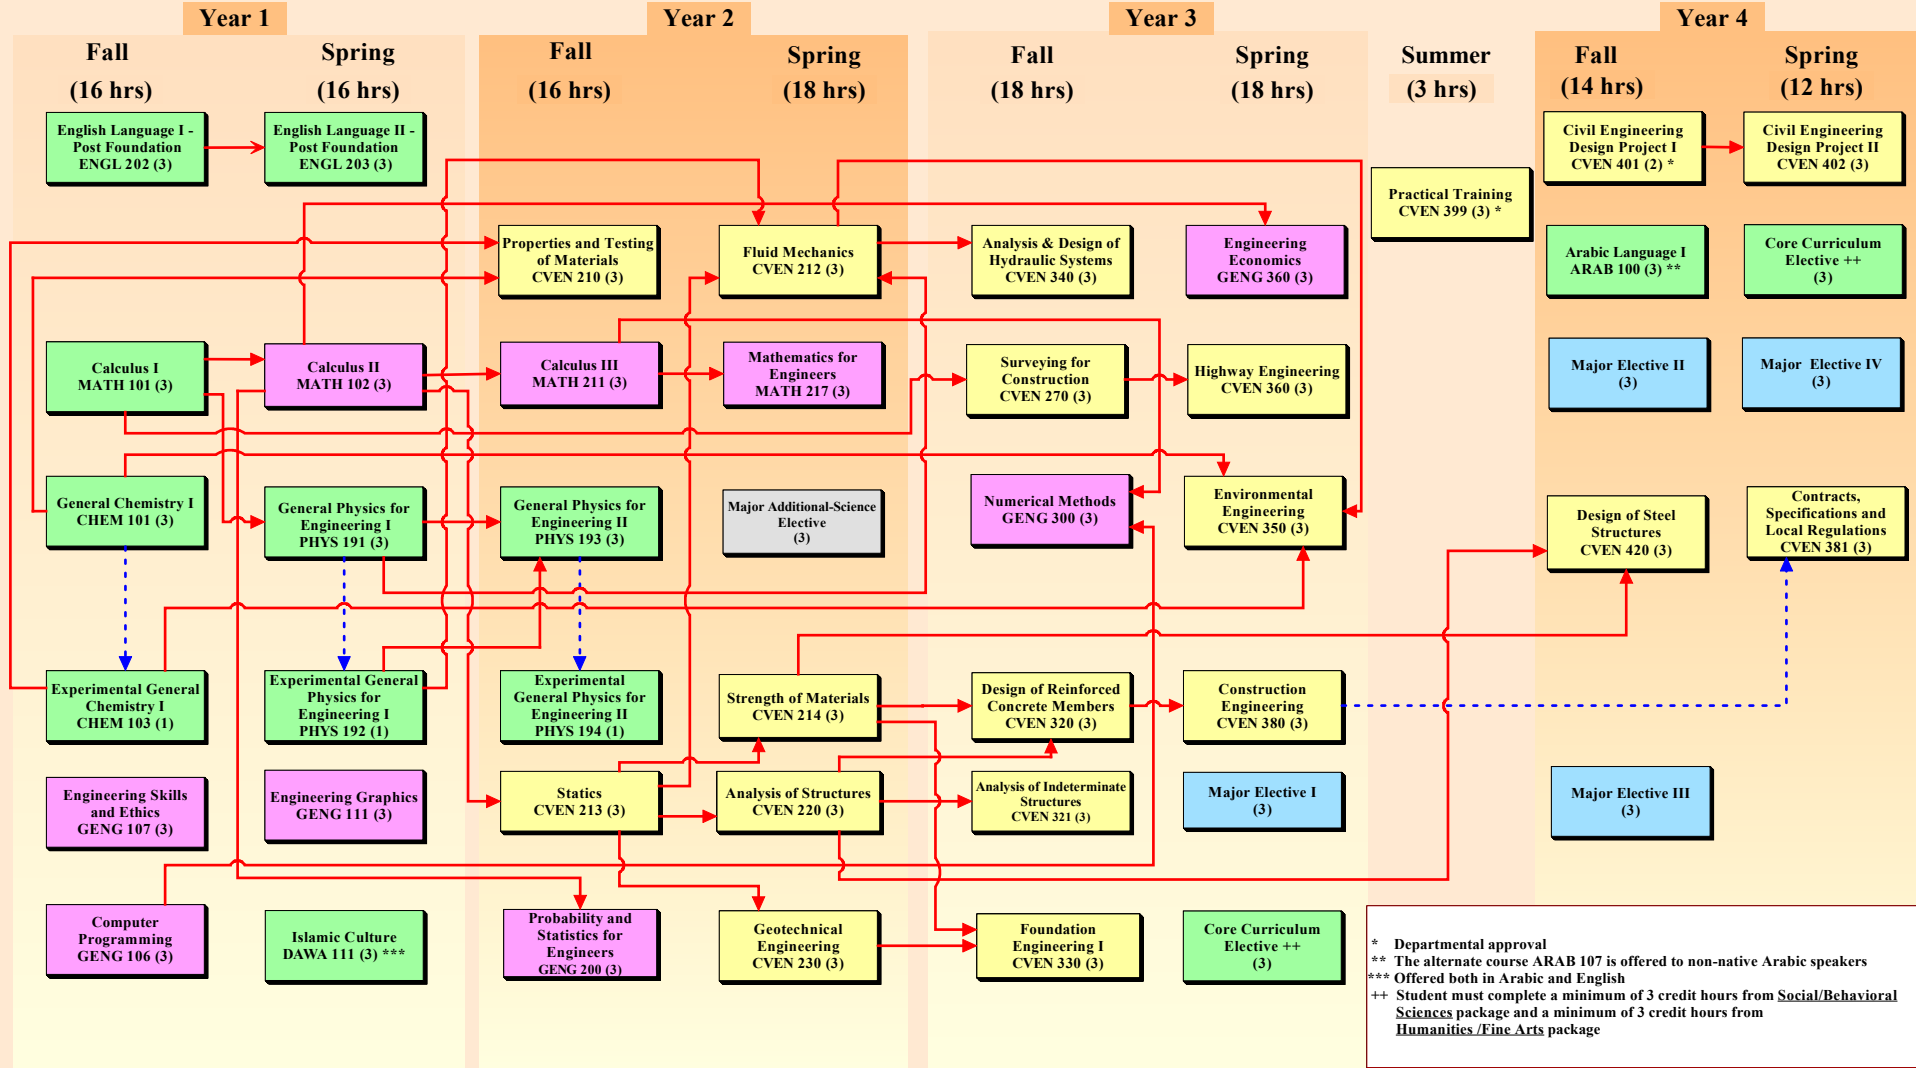 Year 1
Year 2
Year 3
Year 4
Fall
(16 hrs)
Spring
(16 hrs)
Fall
(16 hrs)
Spring
(18 hrs)
Fall
(18 hrs)
Spring
(18 hrs)
Summer
(3 hrs)
Fall
(14 hrs)
Spring
(12 hrs)
English Language I -
Post Foundation
ENGL 202 (3)
English Language II -
Post Foundation
ENGL 203 (3)
Civil Engineering
Design Project I
CVEN 401 (2) *
Civil Engineering
Design Project II
CVEN 402 (3)
Practical Training
CVEN 399 (3) *
Properties and Testing
of Materials
CVEN 210 (3)
Fluid Mechanics
CVEN 212 (3)
Analysis & Design of
Hydraulic Systems
CVEN 340 (3)
Engineering
Economics
GENG 360 (3)
Arabic Language I
ARAB 100 (3) **
Core Curriculum
Elective ++
(3)
Calculus I
MATH 101 (3)
Calculus II
MATH 102 (3)
Calculus III
MATH 211 (3)
Mathematics for
Engineers
MATH 217 (3)
Surveying for
Construction
CVEN 270 (3)
Highway Engineering
CVEN 360 (3)
Major Elective II
(3)
Major Elective IV
(3)
General Chemistry I
CHEM 101 (3)
General Physics for
Engineering I
PHYS 191 (3)
General Physics for
Engineering II
PHYS 193 (3)
Major Additional-Science
Elective
(3)
Numerical Methods
GENG 300 (3)
Environmental
Engineering
CVEN 350 (3)
Design of Steel
Structures
CVEN 420 (3)
Contracts,
Specifications and
Local Regulations
CVEN 381 (3)
Experimental General
Chemistry I
CHEM 103 (1)
Experimental General
Physics for
Engineering I
PHYS 192 (1)
Experimental
General Physics for
Engineering II
PHYS 194 (1)
Strength of Materials
CVEN 214 (3)
Design of Reinforced
Concrete Members
CVEN 320 (3)
Construction
Engineering
CVEN 380 (3)
Engineering Skills
and Ethics
GENG 107 (3)
Engineering Graphics
GENG 111 (3)
Statics
CVEN 213 (3)
Analysis of Structures
CVEN 220 (3)
Analysis of Indeterminate
Structures
CVEN 321 (3)
Major Elective I
(3)
Major Elective III
(3)
Computer
Programming
GENG 106 (3)
Islamic Culture
DAWA 111 (3) ***
Probability and
Statistics for
Engineers
GENG 200 (3)
Geotechnical
Engineering
CVEN 230 (3)
Foundation
Engineering I
CVEN 330 (3)
Core Curriculum
Elective ++
(3)
* Departmental approval
** The alternate course ARAB 107 is offered to non-native Arabic speakers
*** Offered both in Arabic and English
++ Student must complete a minimum of 3 credit hours from Social/Behavioral
Sciences package and a minimum of 3 credit hours from
Humanities /Fine Arts package